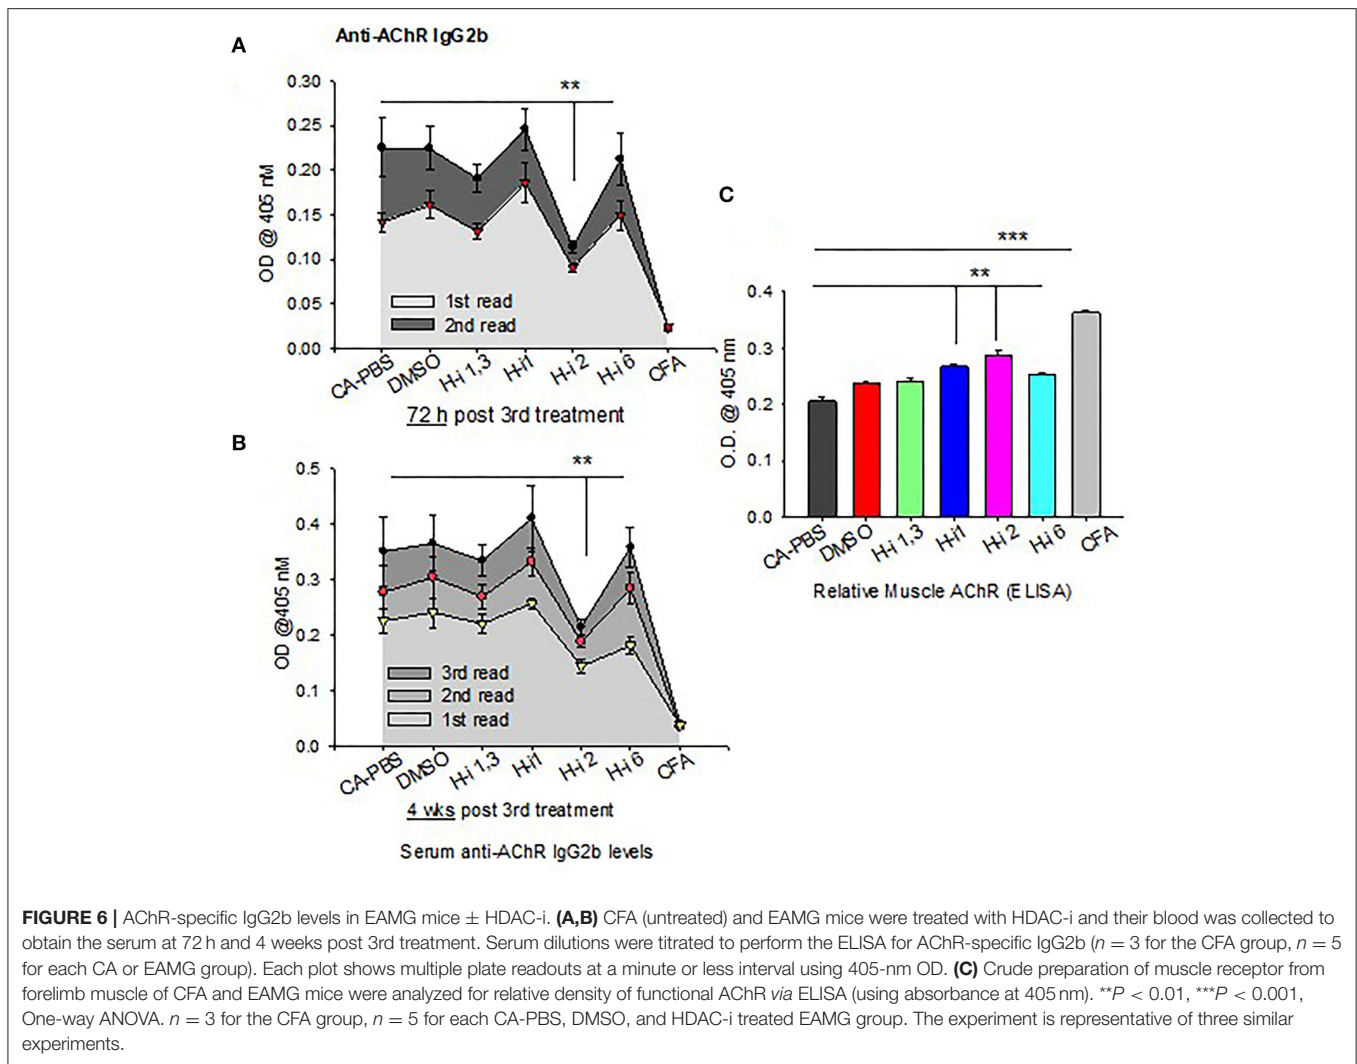 A
Anti-AChR IgG2b
**
0.30
0.25
0.20
0.15
0.10
0.05
0.00
OD @ 405 nM
1st read
2nd read
CA-PBS
DMSO
H-i 1,3
H-i1
H-i 2
H-i 6
CFA
72 h post 3rd treatment
B
**
0.5
0.4
0.3
0.2
0.1
0.0
OD @405 nM
3rd read
2nd read
1st read
CA-PBS
DMSO
H-i 1,3
H-i1
H-i 2
H-i 6
CFA
4 wks post 3rd treatment
Serum anti-AChR IgG2b levels
C
***
**
0.4
0.3
0.2
0.1
0.0
O.D. @ 405 nm
CA-PBS
DMSO
H-i 1,3
H-i1
H-i 2
H-i 6
CFA
Relative Muscle AChR (ELISA)
FIGURE 6 | AChR-specific IgG2b levels in EAMG mice ± HDAC-i. (A,B) CFA (untreated) and EAMG mice were treated with HDAC-i and their blood was collected to
obtain the serum at 72 h and 4 weeks post 3rd treatment. Serum dilutions were titrated to perform the ELISA for AChR-specific IgG2b (n = 3 for the CFA group, n = 5
for each CA or EAMG group). Each plot shows multiple plate readouts at a minute or less interval using 405-nm OD. (C) Crude preparation of muscle receptor from
forelimb muscle of CFA and EAMG mice were analyzed for relative density of functional AChR via ELISA (using absorbance at 405 nm). **P < 0.01, ***P < 0.001,
One-way ANOVA. n = 3 for the CFA group, n = 5 for each CA-PBS, DMSO, and HDAC-i treated EAMG group. The experiment is representative of three similar
experiments.